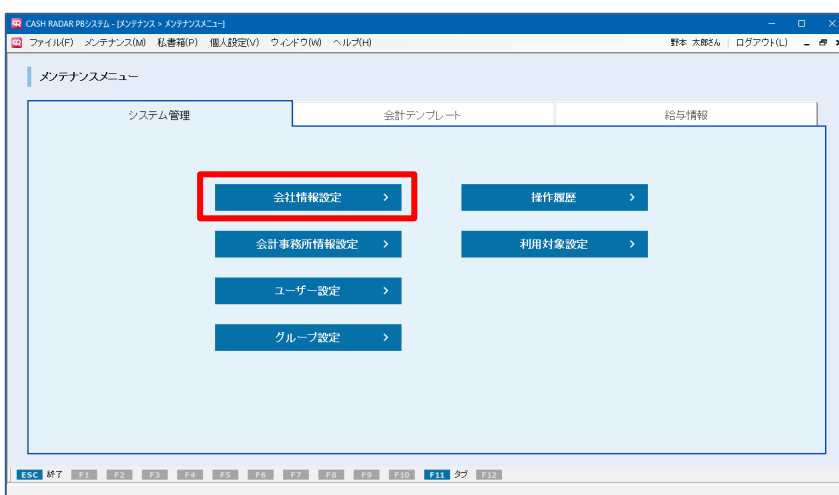 CASH RADAR PBシステム - [メンテナンス > メンテナンスメニュー]
ファイル(F) メンテナンス(M) 私書箱(P) 個人設定(V) ウィンドウ(W) ヘルプ(H) 野本 太郎さん | ログアウト(L)
メンテナンスメニュー
システム管理 会計テンプレート 給与情報
会社情報設定 操作履歴
会計事務所情報設定 利用対象設定
ユーザー設定
グループ設定
ESC 終了 F1 F2 F3 F4 F5 F6 F7 F8 F9 F10 F11 タブ F12